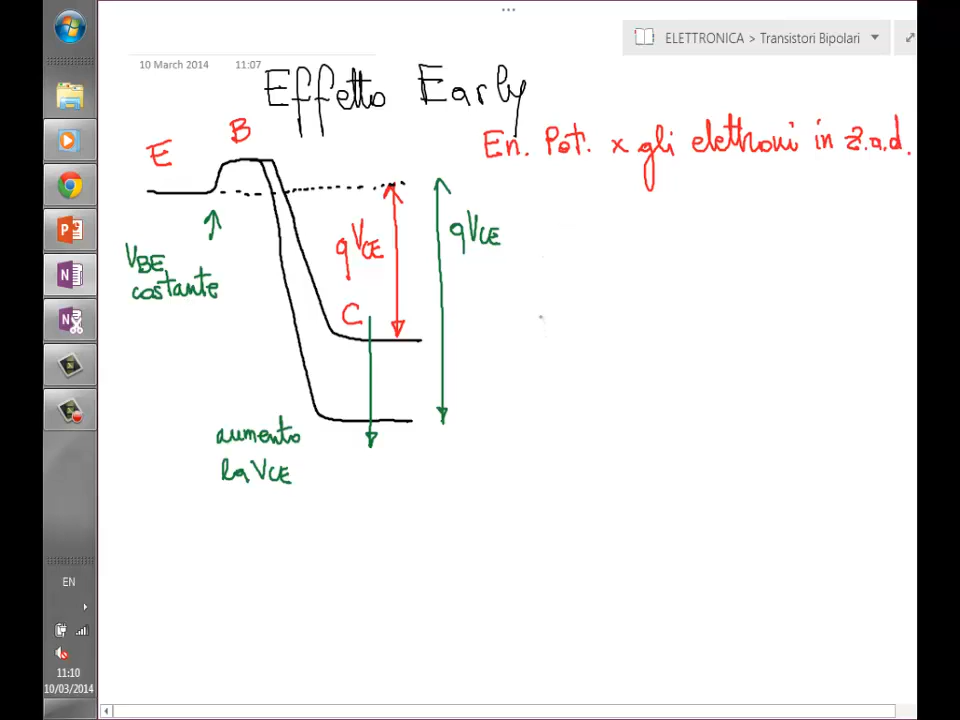 ELETTRONICA > Transistori Bipolari
10 March 2014 11:07
Effetto Early
En. Pot. x gli elettroni in z.a.d.
E
B
qVCE
qVCE
VBE
costante
C
aumento
la VCE
EN
11:10
10/03/2014